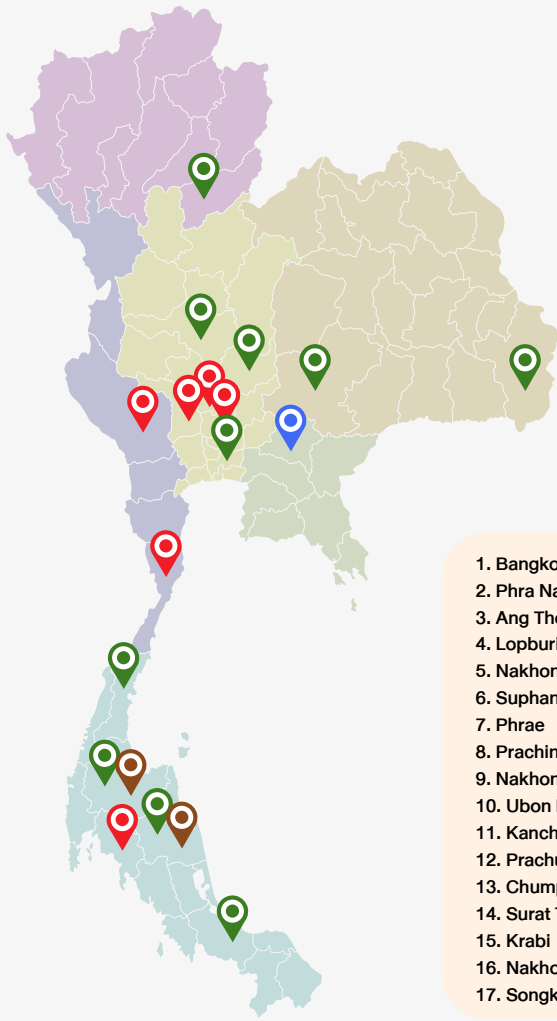 1. Bangko
2. Phra Na
3. Ang Tho
4. Lopburi
5. Nakhon
6. Suphan
7. Phrae
8. Prachin
9. Nakhon
10. Ubon
11. Kanch
12. Prachu
13. Chump
14. Surat T
15. Krabi
16. Nakho
17. Songk